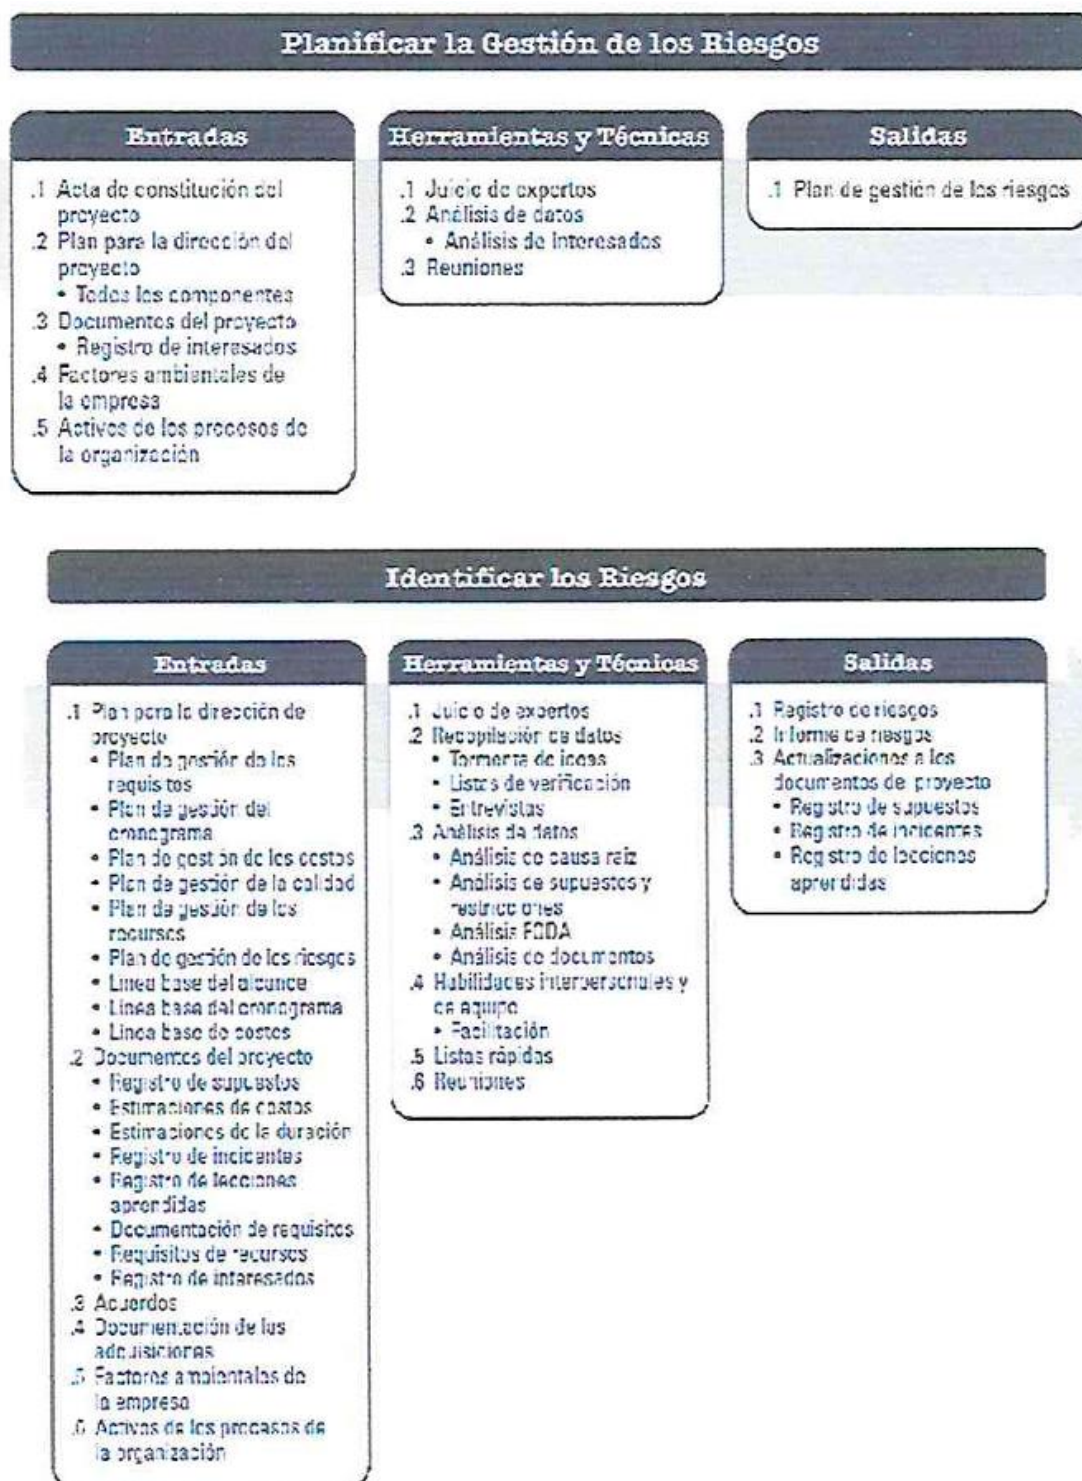 Planificar la Gestión de los Riesgos
Entradas
.1 Acta de constitución del
proyecto
.2 Plan para la dirección del
proyecto
• Todos los componentes
.3 Documentos del proyecto
• Registro de interesados
.4 Factores ambientales de
la empresa
.5 Activos de los procesos de
la organización
Herramientas y Técnicas
.1 Juicio de expertos
.2 Análisis de datos
• Análisis de interesados
.3 Reuniones
Salidas
.1 Plan de gestión de los riesgos
Identificar los Riesgos
Entradas
.1 Plan para la dirección de
proyecto
• Plan de gestión de los
requisitos
• Plan de gestión del
cronograma
• Plan de gestión de los costos
• Plan de gestión de la calidad
• Plan de gestión de los
recursos
• Plan de gestión de los riesgos
• Línea base del alcance
• Línea base del cronograma
• Línea base de costos
.2 Documentos del proyecto
• Registro de supuestos
• Estimaciones de costos
• Estimaciones de la duración
• Registro de incidentes
• Registro de lecciones
aprendidas
• Documentación de requisitos
• Requisitos de recursos
• Registro de interesados
.3 Acuerdos
.4 Documentación de las
adquisiciones
.5 Factores ambientales de
la empresa
.6 Activos de los procesos de
la organización
Herramientas y Técnicas
.1 Juicio de expertos
.2 Recopilación de datos
• Tormenta de ideas
• Listas de verificación
• Entrevistas
.3 Análisis de datos
• Análisis de causa raíz
• Análisis de supuestos y
restricciones
• Análisis FODA
• Análisis de documentos
.4 Habilidades interpersonales y
de equipo
• Facilitación
.5 Listas rápidas
.6 Reuniones
Salidas
.1 Registro de riesgos
.2 Informe de riesgos
.3 Actualizaciones a los
documentos del proyecto
• Registro de supuestos
• Registro de incidentes
• Registro de lecciones
aprendidas